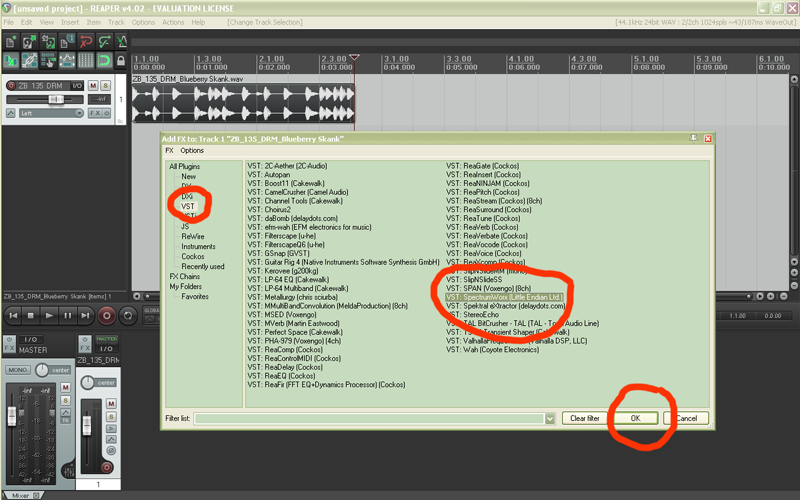 [unsaved project] - REAPER v4.02 - EVALUATION LICENSE
File Edit View Insert Item Track Options Actions Extensions Help [Change Track Selection] [44.1kHz 24bit WAV : 2/2ch 1024spls ~43/187ms WaveOut]
1.1.00 1.3.00 2.1.00 2.3.00 3.1.00 3.3.00 4.1.00 4.3.00 5.1.00 5.3.00 6.1.00
0:00.000 0:01.000 0:02.000 0:03.000 0:04.000 0:05.000 0:06.000 0:07.000 0:08.000 0:09.000 0:10.000
ZB_135_DRM_Blueberry Skank.wav
ZB 135 DRM I/O M S
-inf
1
Left FX
Add FX to: Track 1 "ZB_135_DRM_Blueberry Skank"
FX Options
All Plugins
New
DXi
VST
JS
ReWire
Instruments
Cockos
Recently used
FX Chains
My Folders
Favorites
VST: 2C-Aether (2C-Audio)
VST: Autopan
VST: Boost11 (Cakewalk)
VST: CamelCrusher (Camel Audio)
VST: Channel Tools (Cakewalk)
VST: Choirus2
VST: daBomb (delaydots.com)
VST: efm-wah (EFM electronics for music)
VST: Filterscape (u-he)
VST: FilterscapeQ6 (u-he)
VST: GSnap (GVST)
VST: Guitar Rig 4 (Native Instruments Software Synthesis GmbH)
VST: Kerovee (g200kg)
VST: LP-64 EQ (Cakewalk)
VST: LP-64 Multiband (Cakewalk)
VST: Metallurgy (chris sciurba)
VST: MMultiBandConvolution (MeldaProduction) (8ch)
VST: MSED (Voxengo)
VST: MVerb (Martin Eastwood)
VST: Perfect Space (Cakewalk)
VST: PHA-979 (Voxengo) (4ch)
VST: ReaComp (Cockos)
VST: ReaControlMIDI (Cockos)
VST: ReaDelay (Cockos)
VST: ReaEQ (Cockos)
VST: ReaFir (FFT EQ+Dynamics Processor) (Cockos)
VST: ReaGate (Cockos)
VST: ReaInsert (Cockos)
VST: ReaNINJAM (Cockos)
VST: ReaPitch (Cockos)
VST: ReaStream (Cockos) (8ch)
VST: ReaSurround (Cockos)
VST: ReaTune (Cockos)
VST: ReaVerb (Cockos)
VST: ReaVerbate (Cockos)
VST: ReaVocode (Cockos)
VST: ReaVoice (Cockos)
VST: ReaXcomp (Cockos)
VST: SlipNSlideMM (mono)
VST: SlipNSlideSS
VST: SPAN (Voxengo) (8ch)
VST: SpectrumWorx (Little Endian Ltd.)
VST: Spektral eXtractor (delaydots.com)
VST: StereoEcho
VST: TAL BitCrusher - TAL (TAL - Togu Audio Line)
Transient Shaper (Cakewalk)
VST: Valhalla DSP, LLC)
VST: Wah (Coyote Electronics)
Filter list: Clear filter OK Cancel
ZB_135_DRM_Blueberry Skank [Items] 1
GLOBAL
I/O
MASTER
MONO center
-inf -inf
M
S
FX
MASTER
I/O
ZB_135_DRM
center
-inf
M
S
1
Mixer